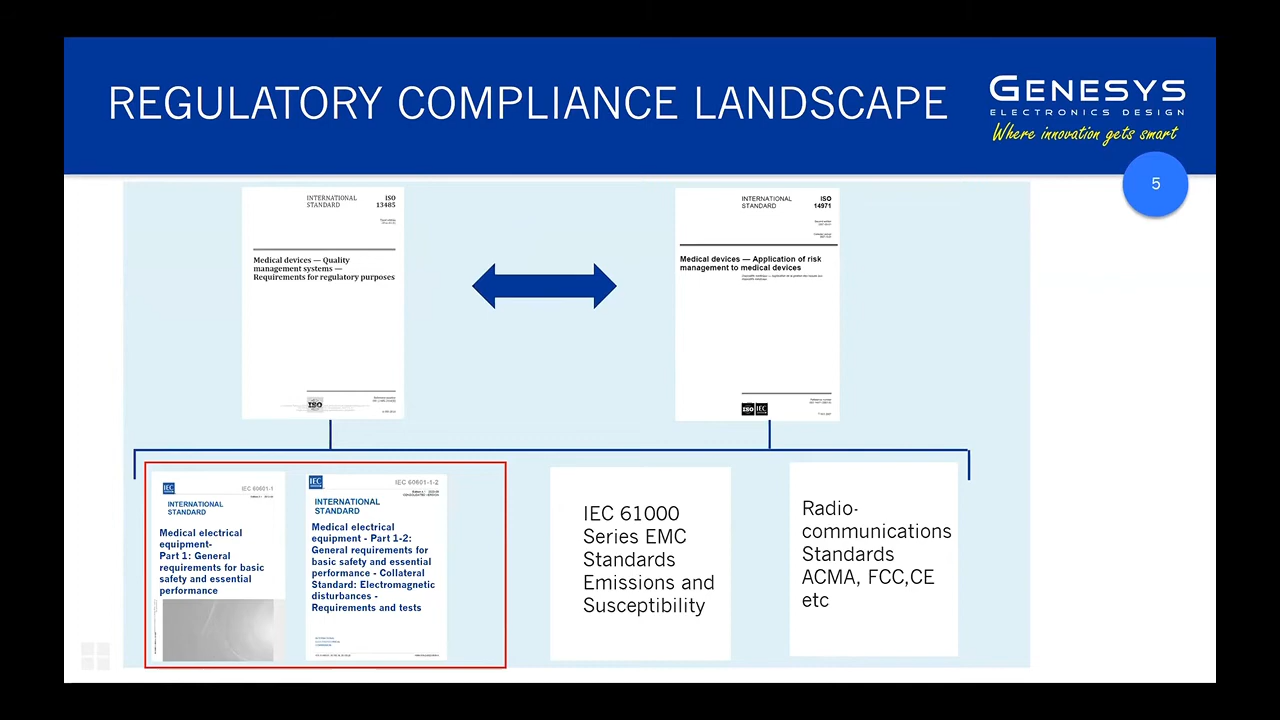 REGULATORY COMPLIANCE LANDSCAPE
GENESYS
ELECTRONICS DESIGN
Where innovation gets smart
5
INTERNATIONAL
STANDARD
ISO
13485
Medical devices — Quality
management systems —
Requirements for regulatory purposes
ISO
INTERNATIONAL
STANDARD
ISO
14971
Medical devices — Application of risk
management to medical devices
ISO IEC
IEC
IEC 60601-1
INTERNATIONAL
STANDARD
Medical electrical
equipment-
Part 1: General
requirements for basic
safety and essential
performance
IEC
IEC 60601-1-2
INTERNATIONAL
STANDARD
Medical electrical
equipment - Part 1-2:
General requirements for
basic safety and essential
performance - Collateral
Standard: Electromagnetic
disturbances -
Requirements and tests
IEC 61000
Series EMC
Standards
Emissions and
Susceptibility
Radio-
communications
Standards
ACMA, FCC,CE
etc